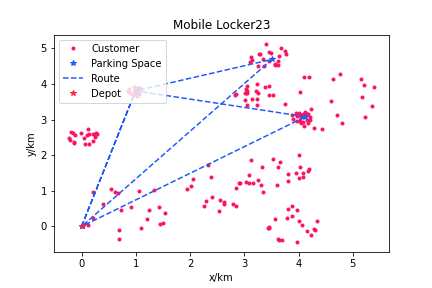 Mobile Locker23
Customer
Parking Space
Route
Depot
y/km
5
4
3
2
1
0
0 1 2 3 4 5
x/km